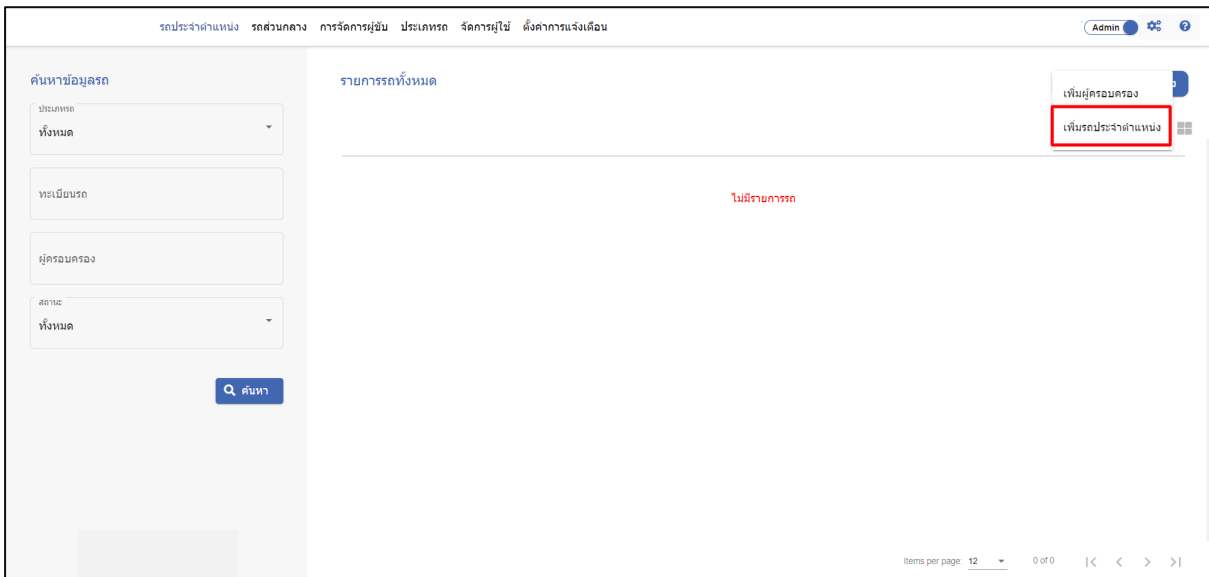 รถประจำตำแหน่ง รถส่วนกลาง การจัดการผู้ขับ ประเภทรถ จัดการผู้ใช้ ตั้งค่าการแจ้งเตือน Admin
ค้นหาข้อมูลรถ
ประเภทรถ
ทั้งหมด
ทะเบียนรถ
ผู้ครอบครอง
สถานะ
ทั้งหมด
ค้นหา
รายการรถทั้งหมด
เพิ่มผู้ครอบครอง
เพิ่มรถประจำตำแหน่ง
ไม่มีรายการรถ
Items per page: 12 0 of 0